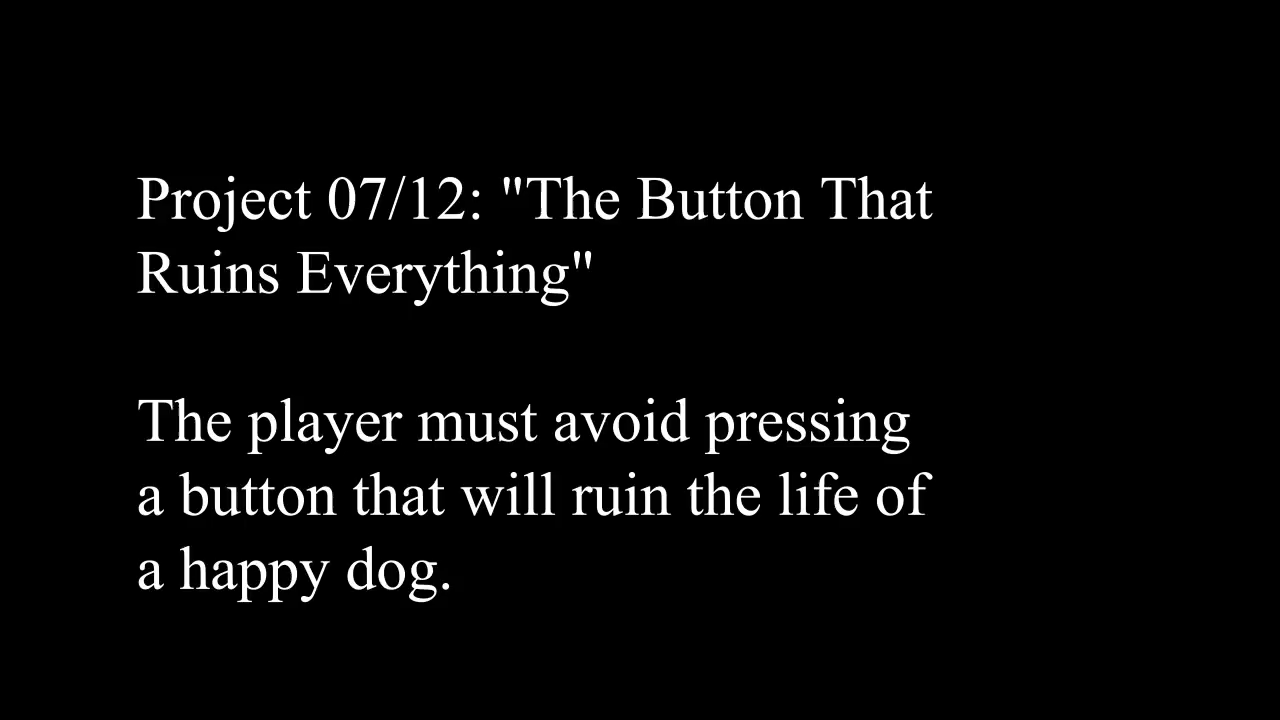 Project 07/12: "The Button That
Ruins Everything"
The player must avoid pressing
a button that will ruin the life of
a happy dog.